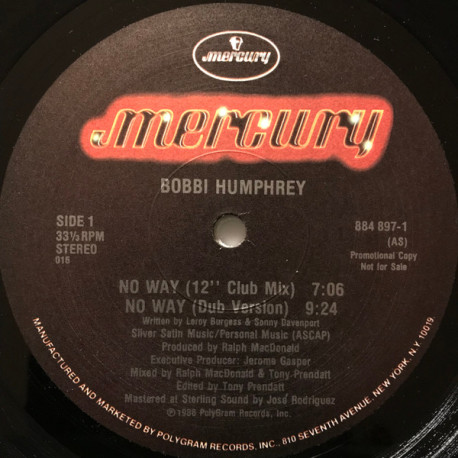 mercury
mercury
BOBBI HUMPHREY
SIDE 1
33⅓ RPM
STEREO
016
884 897-1
(AS)
Promotional Copy
Not for Sale
NO WAY (12'' Club Mix) 7:06
NO WAY (Dub Version) 9:24
Written by Leroy Burgess & Sonny Davenport
Silver Satin Music/Personal Music (ASCAP)
Produced by Ralph MacDonald
Executive Producer: Jerome Gasper
Mixed by Ralph MacDonald & Tony Prendatt
Edited by Tony Prendatt
Mastered at Sterling Sound by José Rodriguez
℗ 1986 PolyGram Records, Inc.
MANUFACTURED AND MARKETED BY POLYGRAM RECORDS, INC., 810 SEVENTH AVENUE, NEW YORK, N.Y. 10019